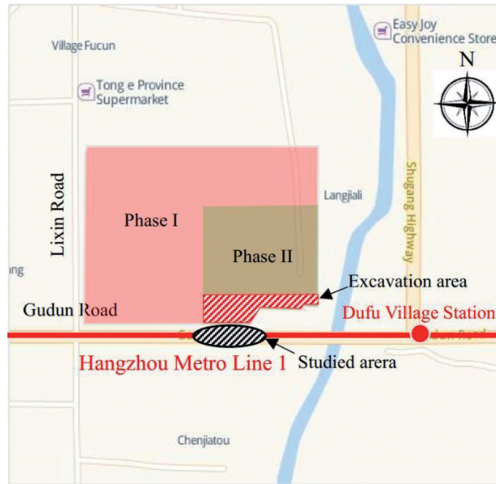 Village Fucun
Easy Joy
Convenience Store
N
Tong e Province
Supermarket
Lixin Road
Phase I
Langjiali
Shugang Highway
Phase II
Excavation area
Gudun Road
Dufu Village Station
Hangzhou Metro Line 1
Studied arera
Chenjiatou